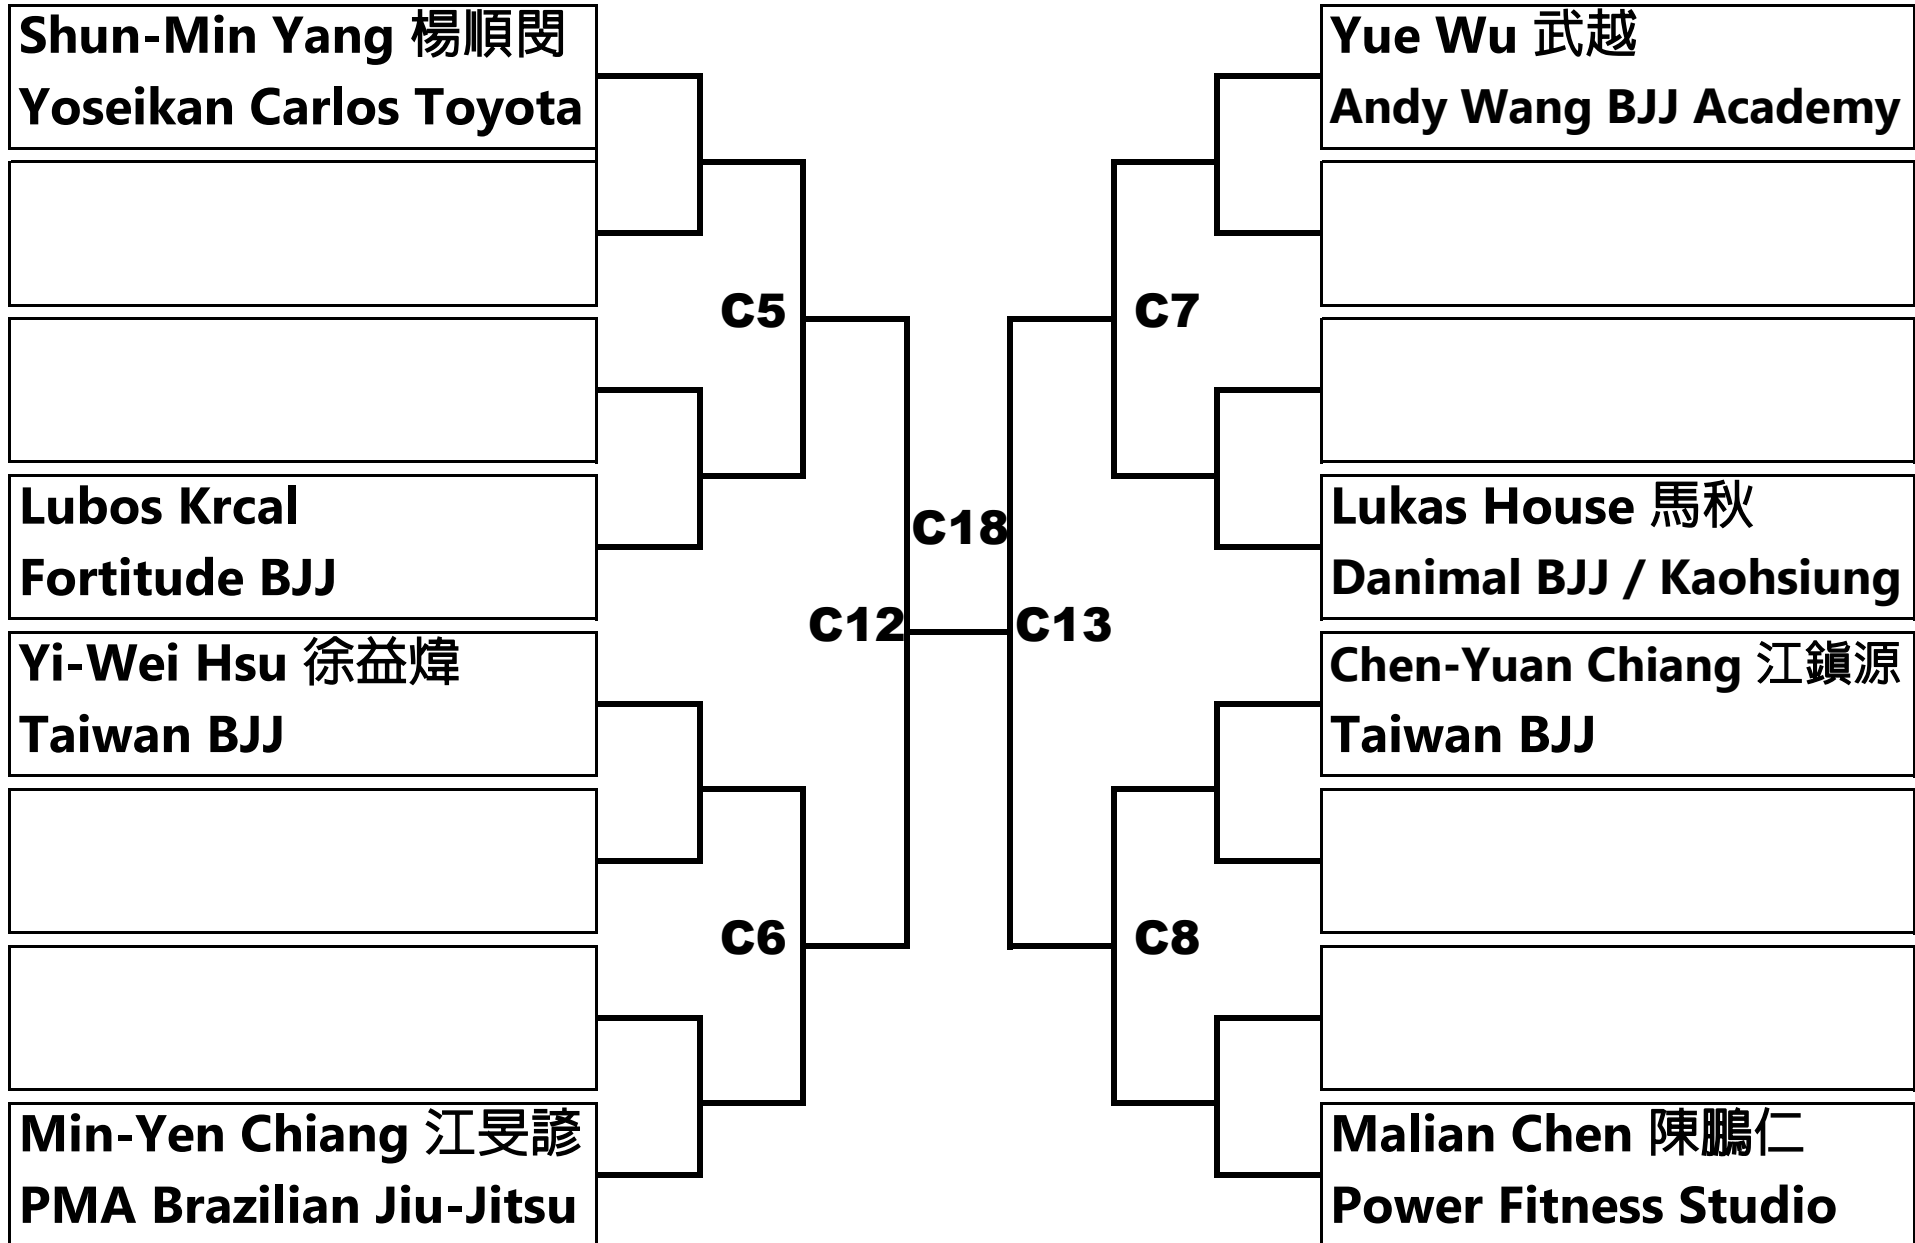 Shun-Min Yang 楊順閔
Yoseikan Carlos Toyota
Lubos Krcal
Fortitude BJJ
Yi-Wei Hsu 徐益煒
Taiwan BJJ
Min-Yen Chiang 江旻諺
PMA Brazilian Jiu-Jitsu
C5
C6
C12
C18
C13
C7
C8
Yue Wu 武越
Andy Wang BJJ Academy
Lukas House 馬秋
Danimal BJJ / Kaohsiung
Chen-Yuan Chiang 江鎭源
Taiwan BJJ
Malian Chen 陳鵬仁
Power Fitness Studio